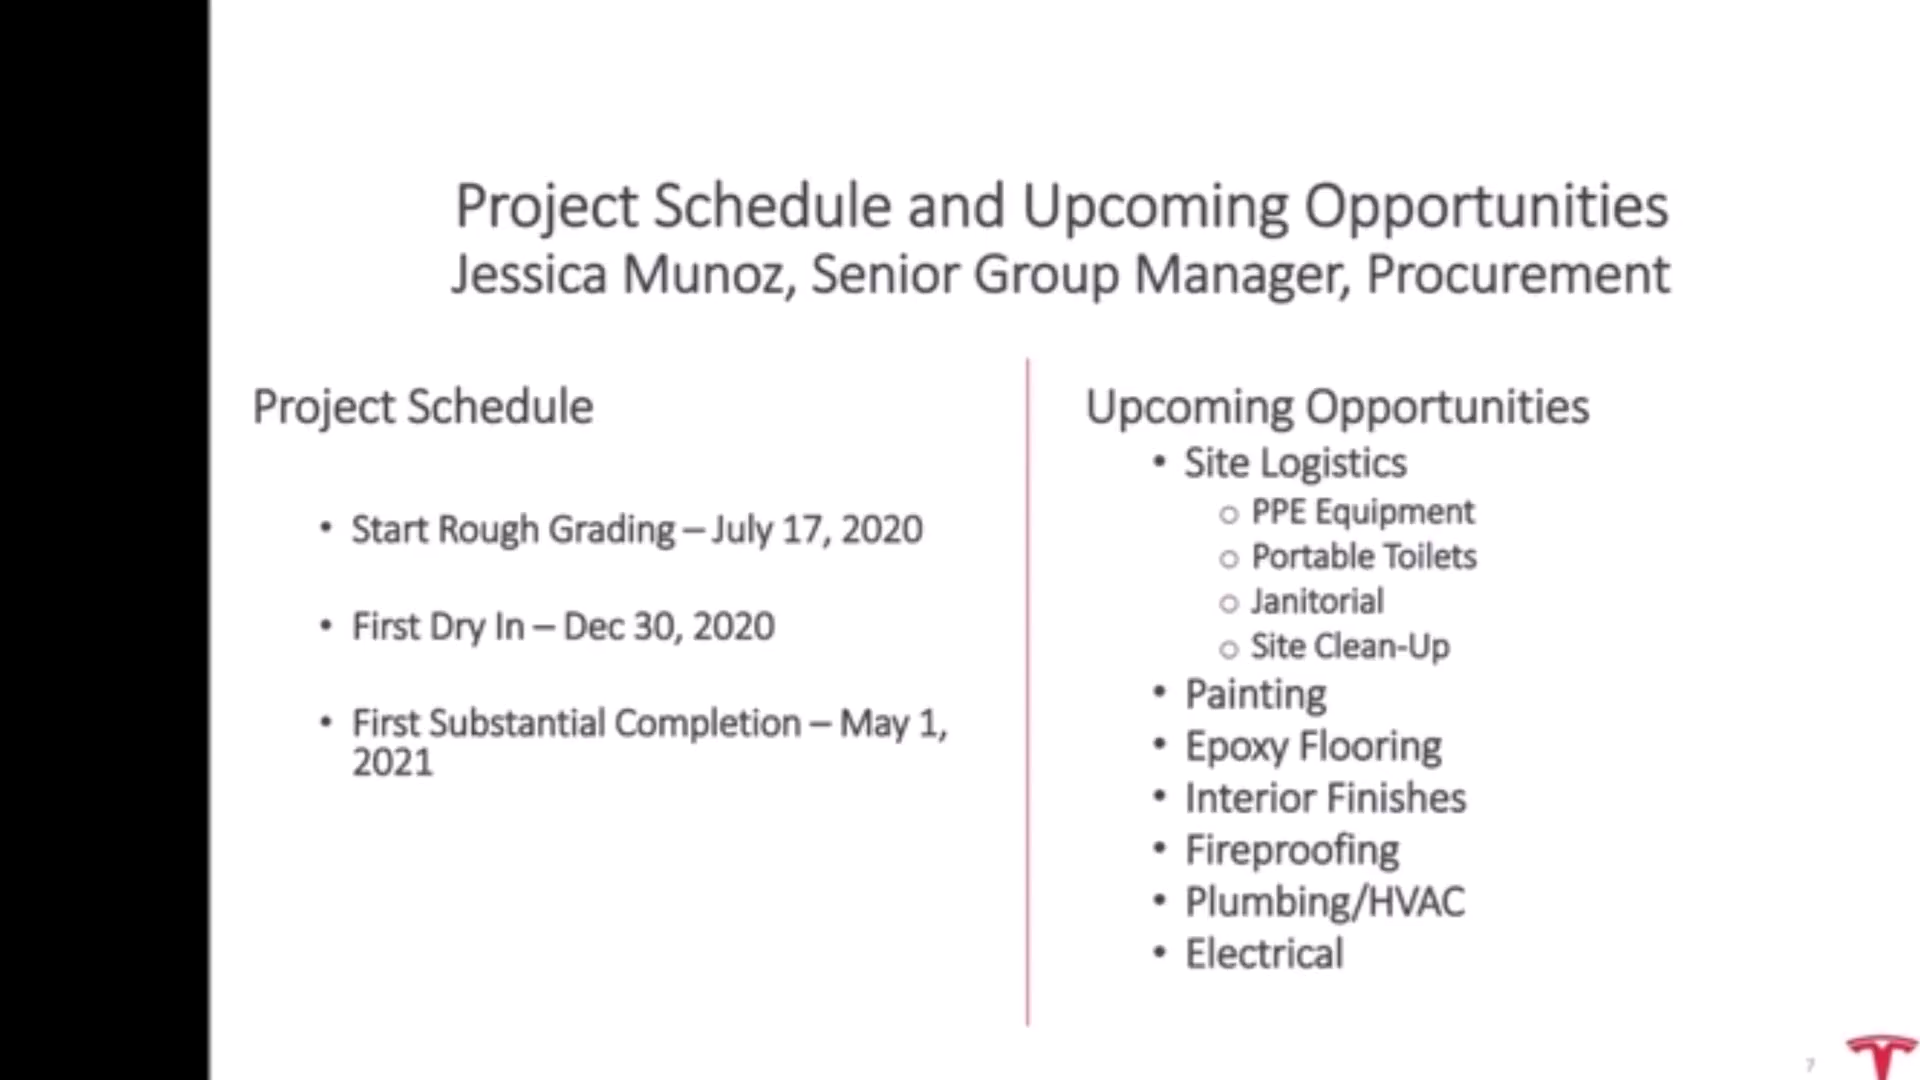 Project Schedule and Upcoming Opportunities
Jessica Munoz, Senior Group Manager, Procurement
Project Schedule
• Start Rough Grading – July 17, 2020
• First Dry In – Dec 30, 2020
• First Substantial Completion – May 1,
2021
Upcoming Opportunities
• Site Logistics
○ PPE Equipment
○ Portable Toilets
○ Janitorial
○ Site Clean-Up
• Painting
• Epoxy Flooring
• Interior Finishes
• Fireproofing
• Plumbing/HVAC
• Electrical
7